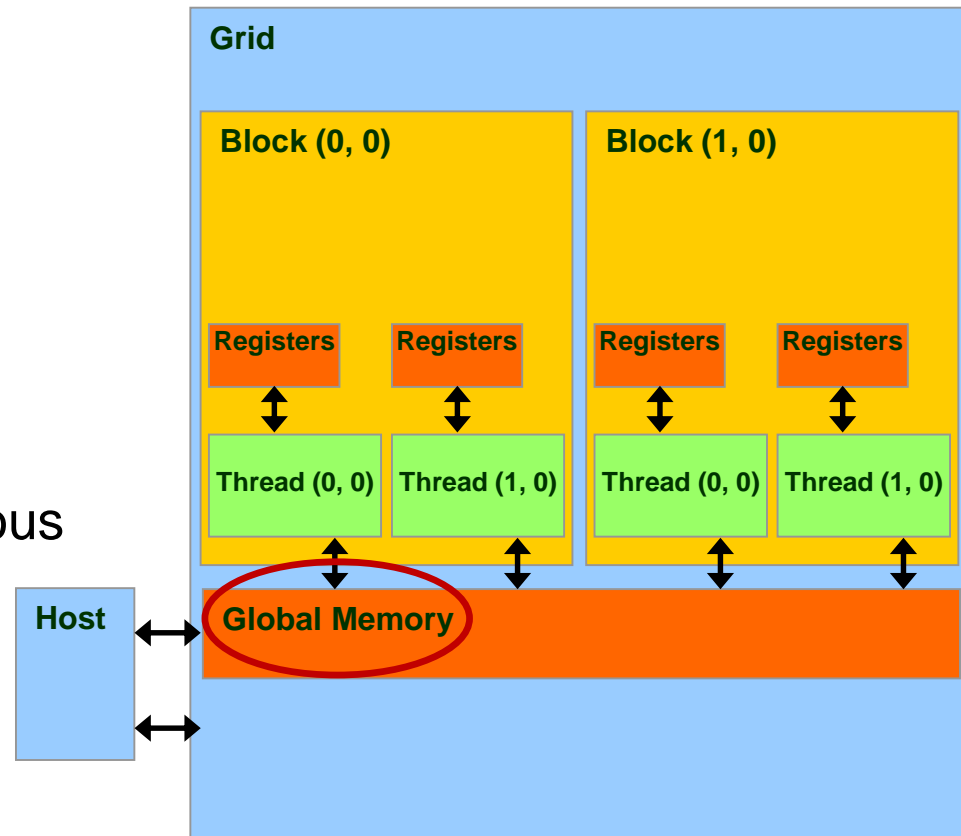 Grid
Block (0, 0)
Block (1, 0)
Registers
Registers
Registers
Registers
Thread (0, 0)
Thread (1, 0)
Thread (0, 0)
Thread (1, 0)
Host
Global Memory